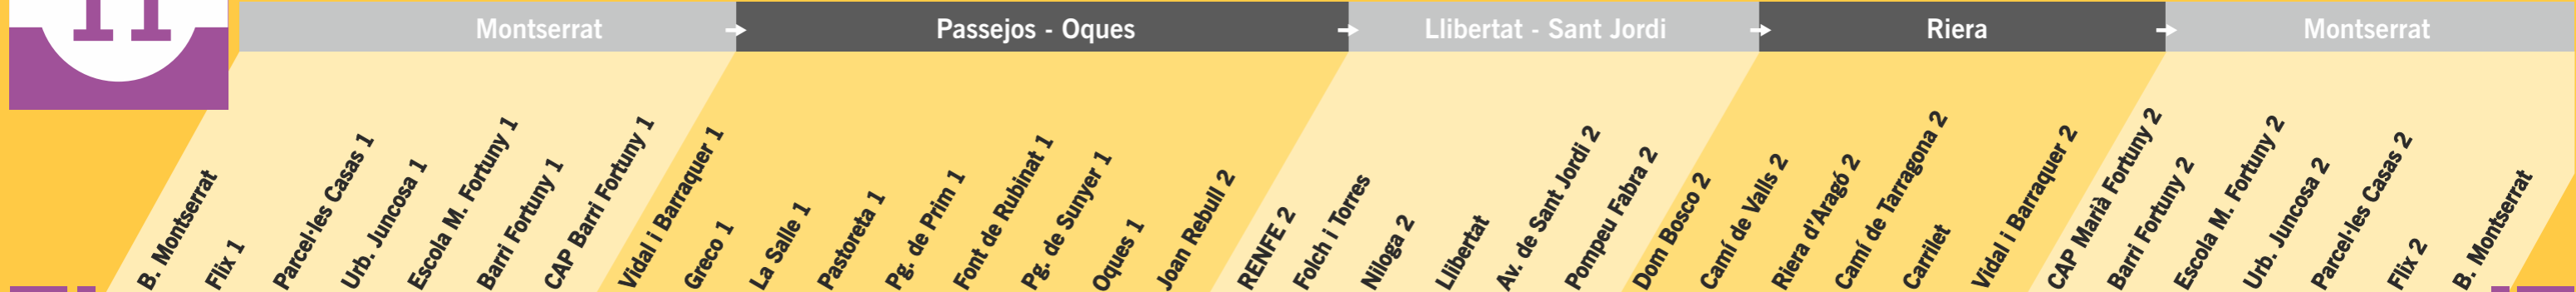 11
Montserrat
Passejos - Oques
Llibertat - Sant Jordi
Riera
Montserrat
B. Montserrat
Flix 1
Parcel·les Casas 1
Urb. Juncosa 1
Escola M. Fortuny 1
Barri Fortuny 1
CAP Barri Fortuny 1
Vidal i Barraquer 1
Greco 1
La Salle 1
Pastoreta 1
Pg. de Prim 1
Font de Rubinat 1
Pg. de Sunyer 1
Oques 1
Joan Rebull 2
RENFE 2
Folch i Torres
Niloga 2
Llibertat
Av. de Sant Jordi 2
Pompeu Fabra 2
Dom Bosco 2
Camí de Valls 2
Riera d'Aragó 2
Camí de Tarragona 2
Carrilet
Vidal i Barraquer 2
CAP Marià Fortuny 2
Barri Fortuny 2
Escola M. Fortuny 2
Urb. Juncosa 2
Parcel·les Casas 2
Flix 2
B. Montserrat